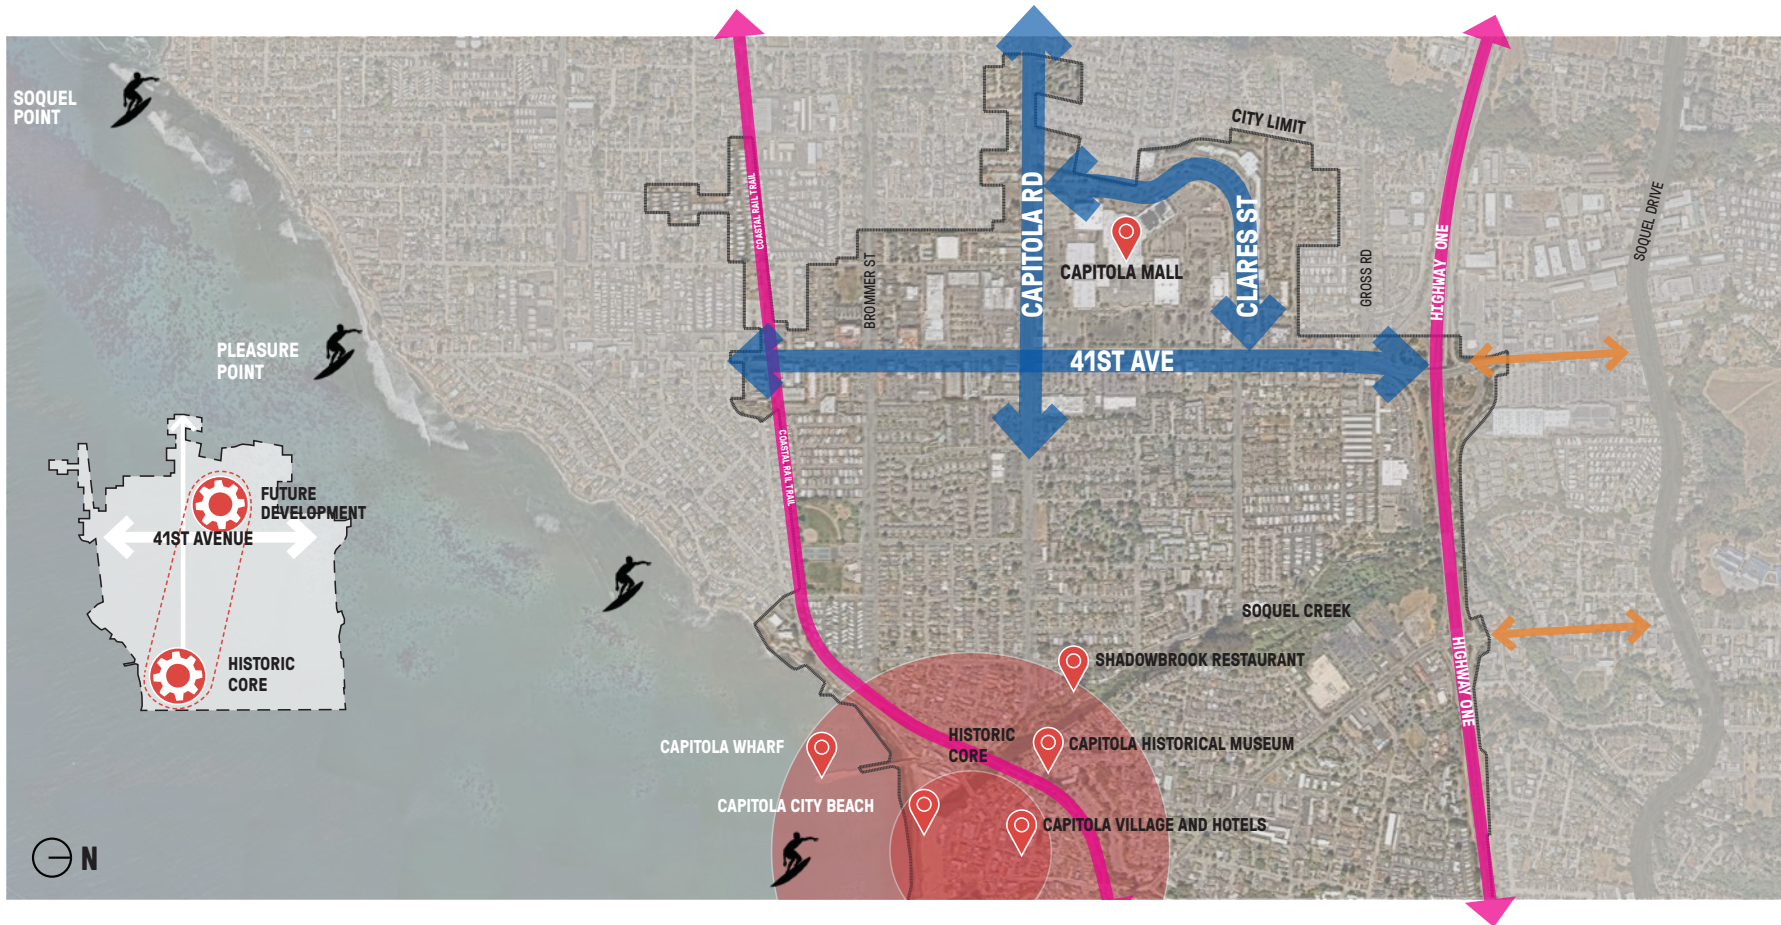 SOQUEL
POINT
CITY LIMIT
COASTAL RAIL TRAIL
CAPITOLA RD
CLARES ST
CAPITOLA MALL
BROMMER ST
GROSS RD
HIGHWAY ONE
SOQUEL DRIVE
PLEASURE
POINT
41ST AVE
COASTAL RAIL TRAIL
FUTURE
DEVELOPMENT
41ST AVENUE
HISTORIC
CORE
SOQUEL CREEK
SHADOWBROOK RESTAURANT
HIGHWAY ONE
HISTORIC
CORE
CAPITOLA WHARF
CAPITOLA HISTORICAL MUSEUM
CAPITOLA CITY BEACH
CAPITOLA VILLAGE AND HOTELS
N